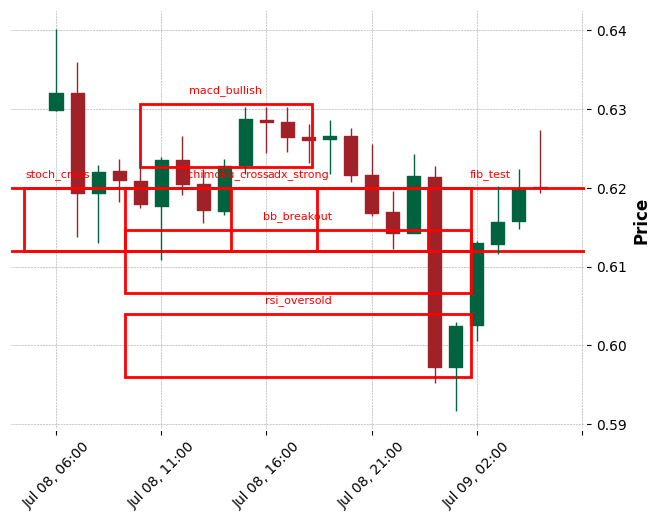 0.64
macd_bullish
0.63
stoch_cross
ichimoku_cross
adx_strong
fib_test
0.62
bb_breakout
0.61
rsi_oversold
0.60
0.59
Price
Jul 08, 06:00
Jul 08, 11:00
Jul 08, 16:00
Jul 08, 21:00
Jul 09, 02:00